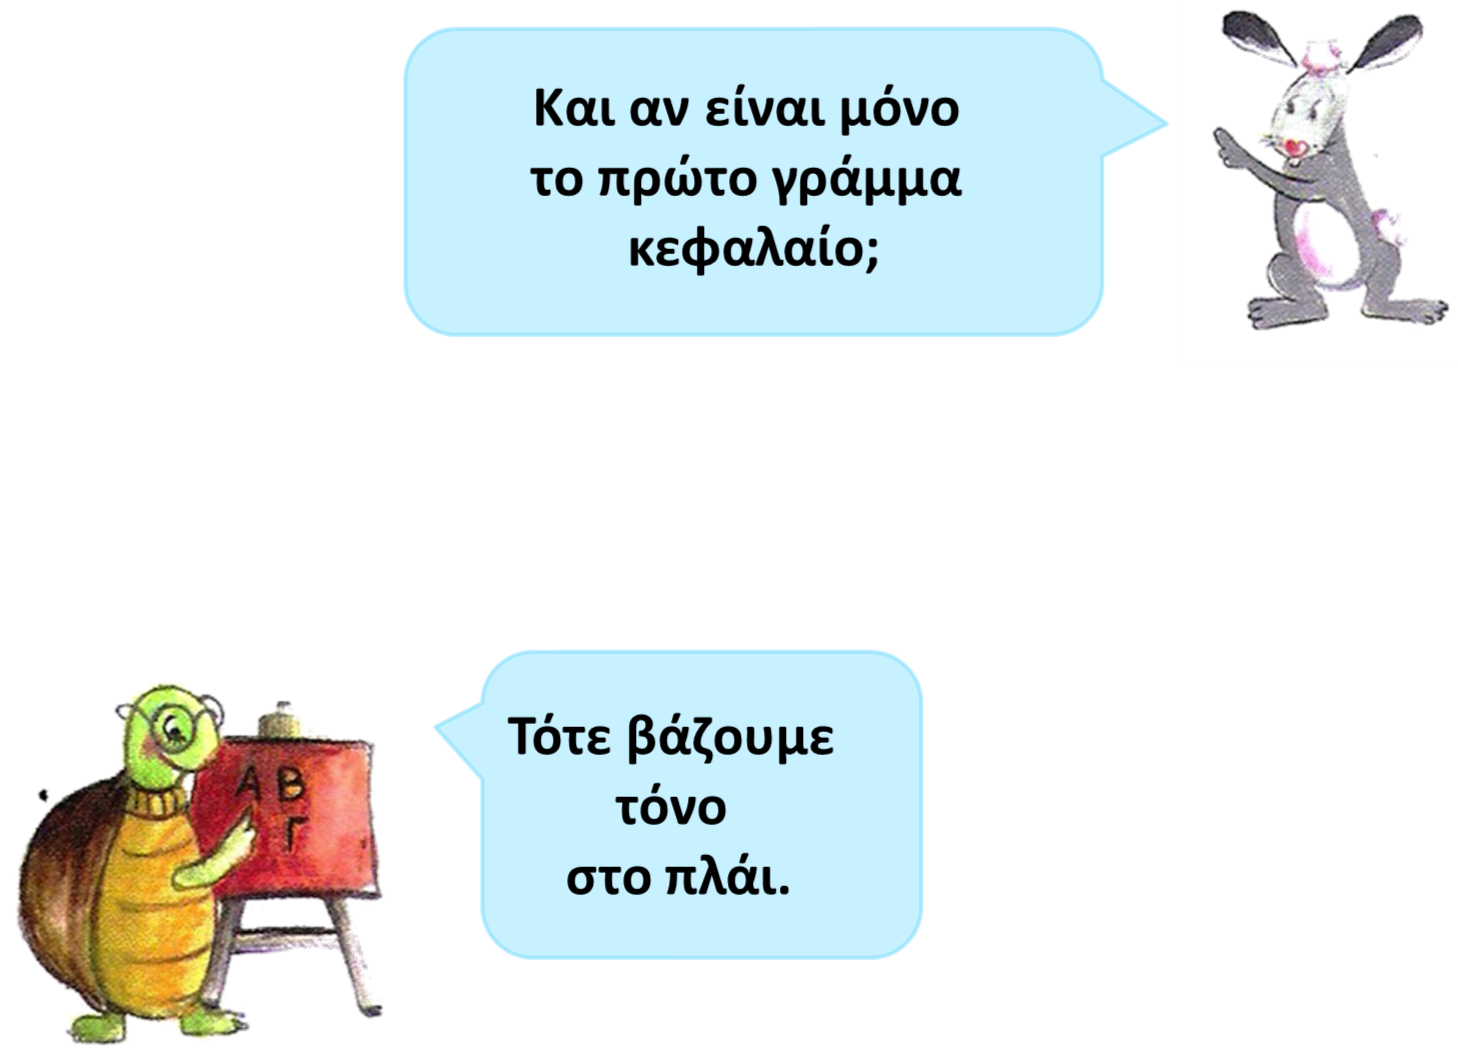 Και αν είναι μόνο
το πρώτο γράμμα
κεφαλαίο;
Τότε βάζουμε
τόνο
στο πλάι.
Α Β
Γ